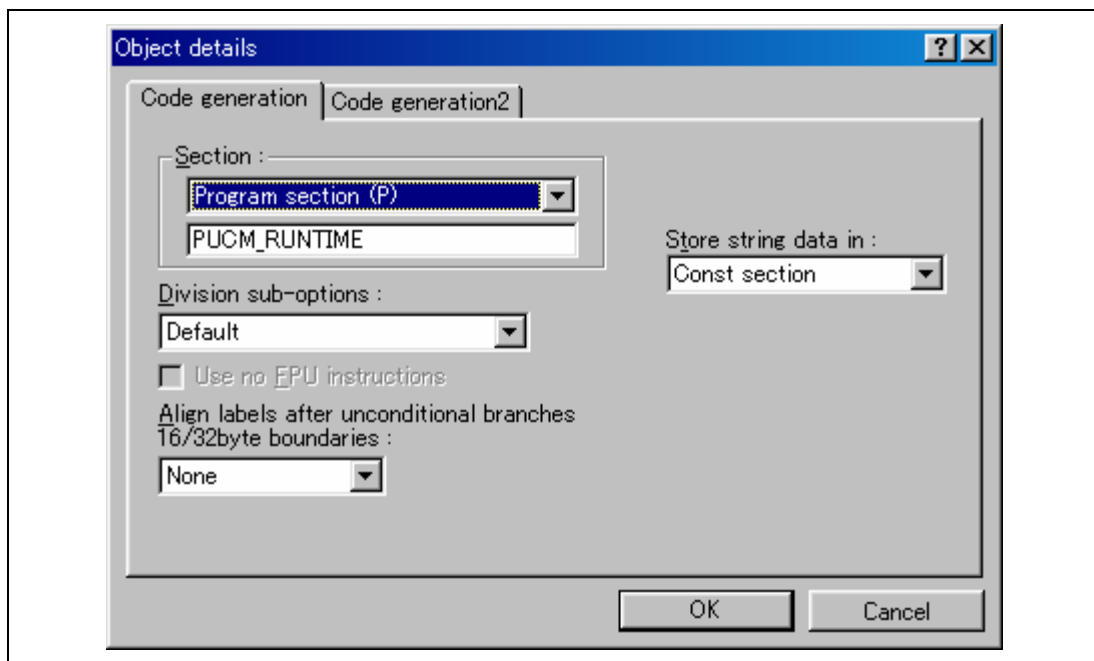 Object details
Code generation
Code generation2
Section :
Program section (P)
PUCM_RUNTIME
Store string data in :
Const section
Division sub-options :
Default
Use no FPU instructions
Align labels after unconditional branches
16/32byte boundaries :
None
OK
Cancel